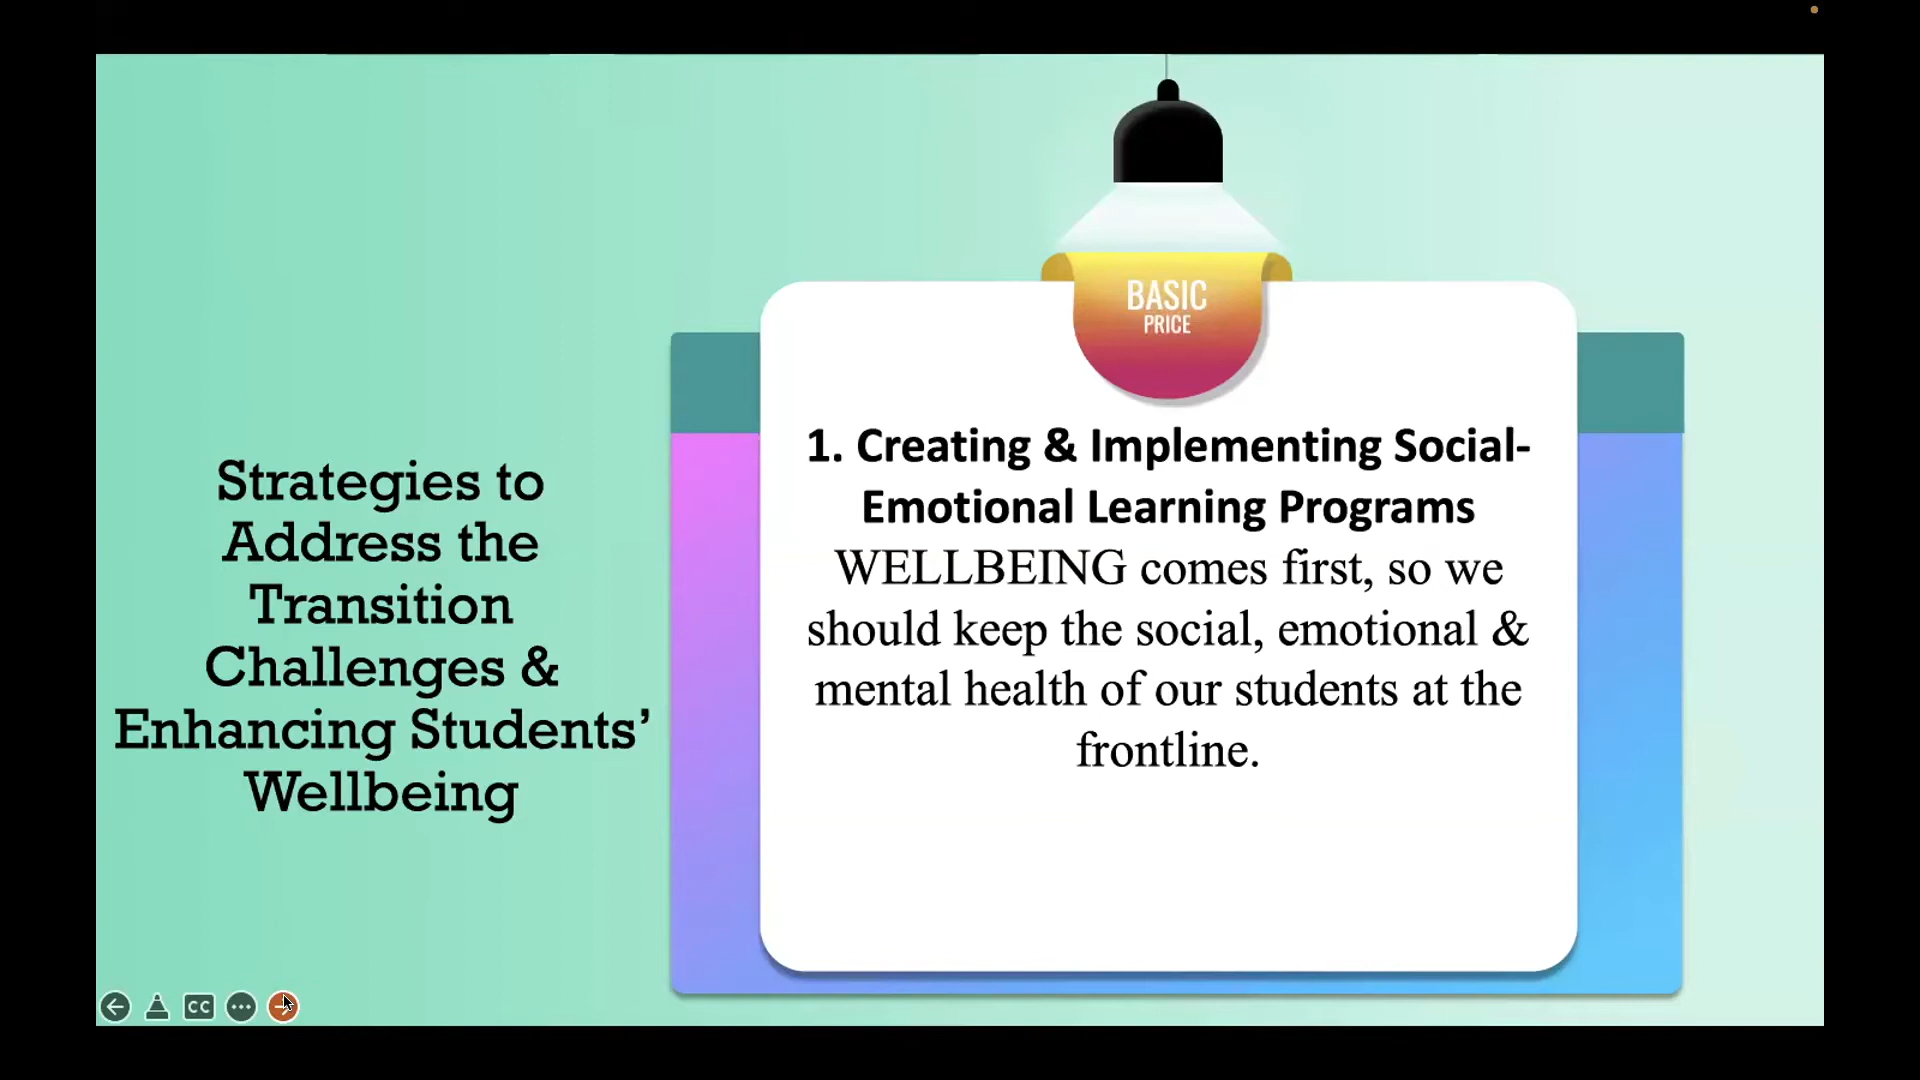 Strategies to
Address the
Transition
Challenges &
Enhancing Students’
Wellbeing
BASIC
PRICE
1. Creating & Implementing Social-
Emotional Learning Programs
WELLBEING comes first, so we
should keep the social, emotional &
mental health of our students at the
frontline.
CC